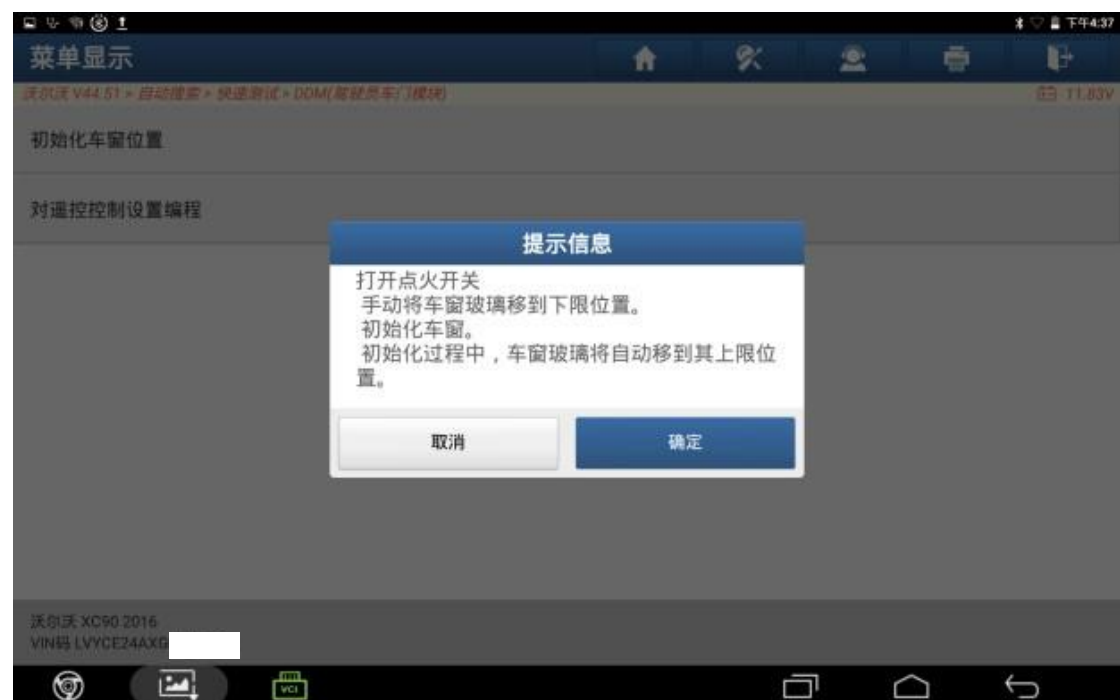 下午4:37
菜单显示
沃尔沃 V44.51 > 自动搜索 > 快速测试 > DDM(驾驶员车门模块)
11.83V
初始化车窗位置
对遥控控制设置编程
提示信息
打开点火开关
手动将车窗玻璃移到下限位置。
初始化车窗。
初始化过程中，车窗玻璃将自动移到其上限位
置。
取消
确定
沃尔沃 XC90 2016
VIN码 LVYCE24AXG
VCI